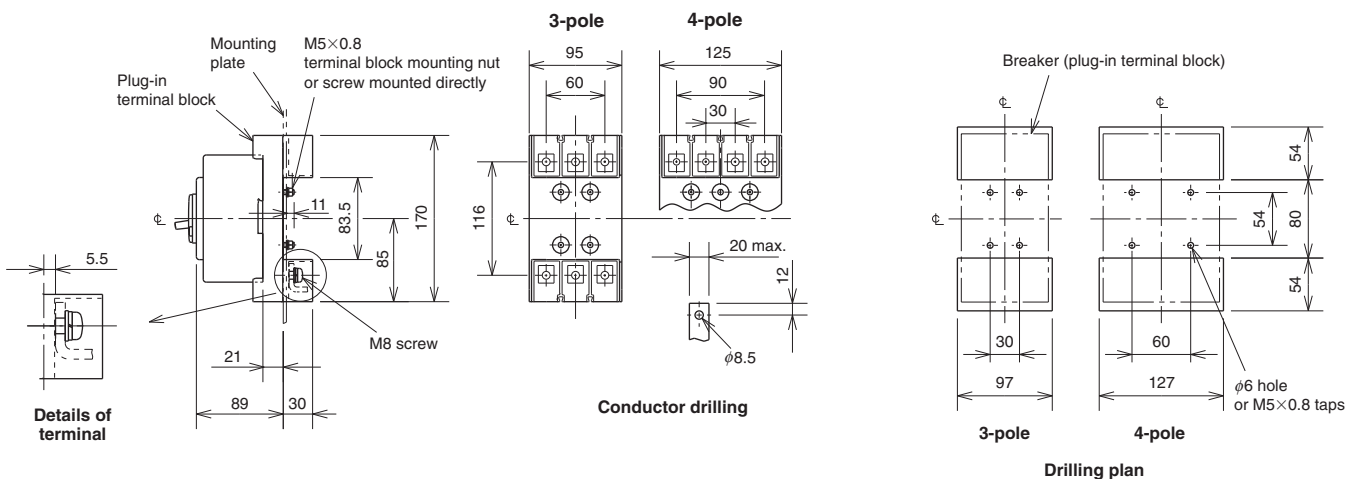 3-pole
4-pole
Mounting
plate
M5×0.8
terminal block mounting nut
or screw mounted directly
Plug-in
terminal block
95
60
125
90
30
Breaker (plug-in terminal block)
℄
℄
11
83.5
170
85
116
℄
℄
20 max.
12
φ8.5
54
80
54
54
℄
5.5
M8 screw
21
89
30
30
97
60
127
φ6 hole
or M5×0.8 taps
Details of
terminal
Conductor drilling
3-pole
4-pole
Drilling plan